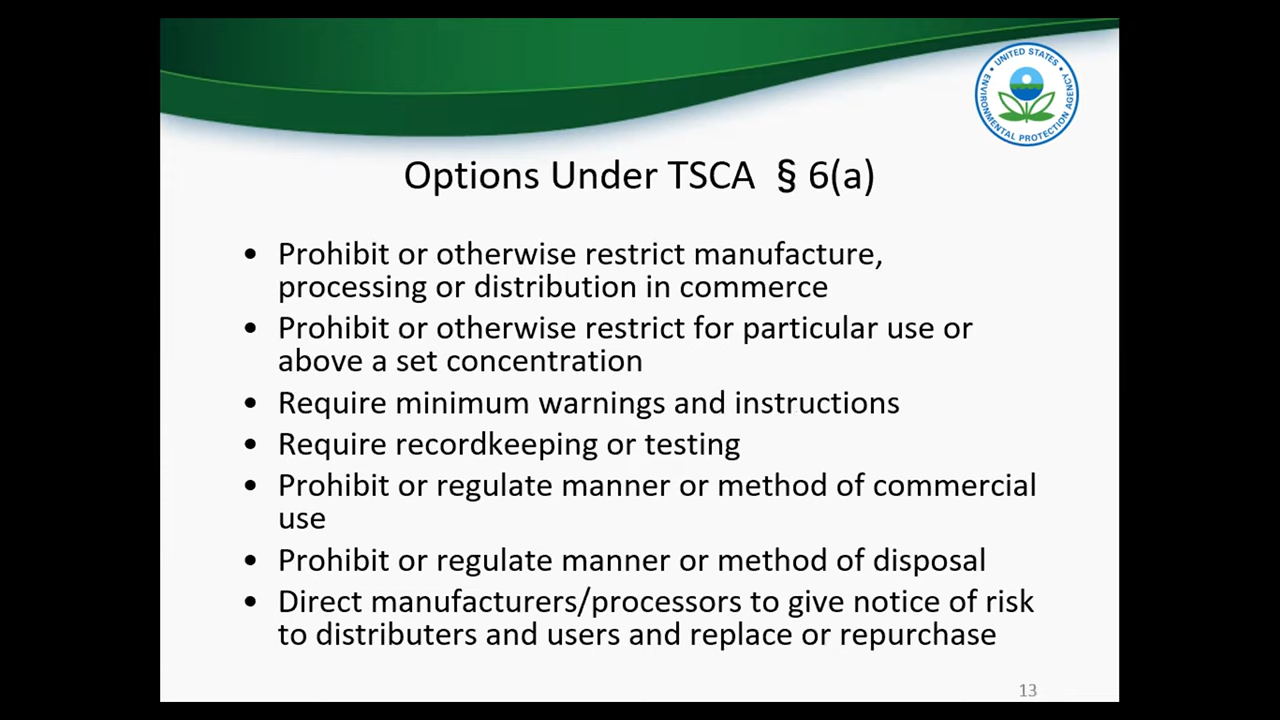 UNITED STATES
ENVIRONMENTAL PROTECTION AGENCY
Options Under TSCA § 6(a)
• Prohibit or otherwise restrict manufacture,
processing or distribution in commerce
• Prohibit or otherwise restrict for particular use or
above a set concentration
• Require minimum warnings and instructions
• Require recordkeeping or testing
• Prohibit or regulate manner or method of commercial
use
• Prohibit or regulate manner or method of disposal
• Direct manufacturers/processors to give notice of risk
to distributers and users and replace or repurchase
13